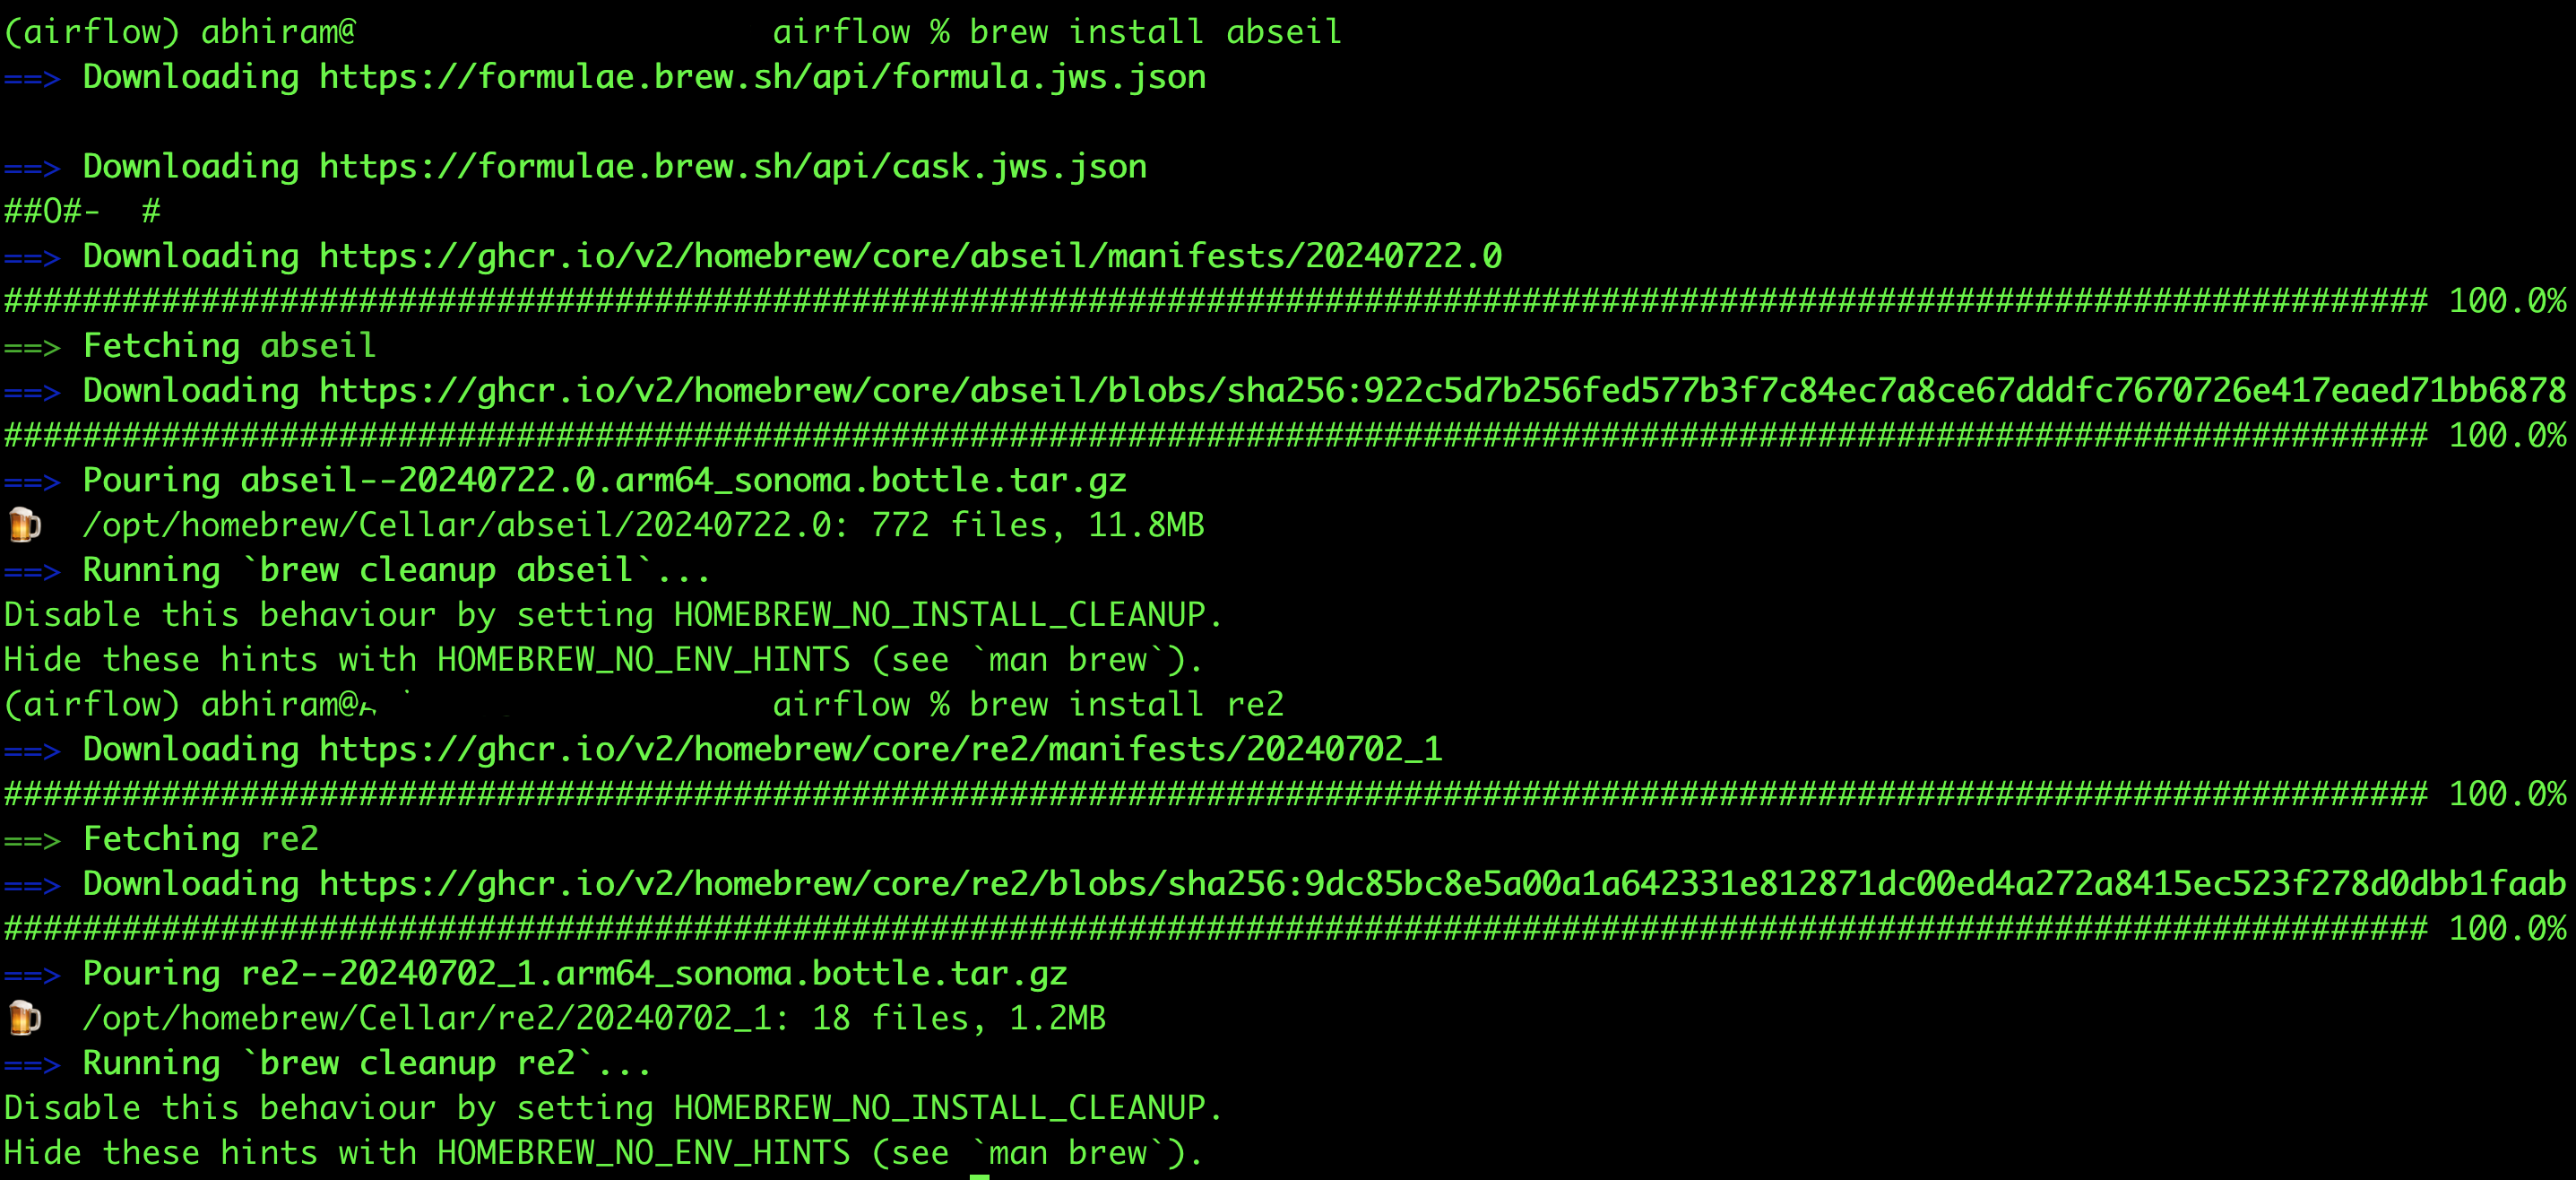 (airflow) abhiram@ airflow % brew install abseil
==> Downloading https://formulae.brew.sh/api/formula.jws.json
==> Downloading https://formulae.brew.sh/api/cask.jws.json
##O#-  #
==> Downloading https://ghcr.io/v2/homebrew/core/abseil/manifests/20240722.0
########################################################################################################################### 100.0%
==> Fetching abseil
==> Downloading https://ghcr.io/v2/homebrew/core/abseil/blobs/sha256:922c5d7b256fed577b3f7c84ec7a8ce67dddfc7670726e417eaed71bb6878
########################################################################################################################### 100.0%
==> Pouring abseil--20240722.0.arm64_sonoma.bottle.tar.gz
🍺  /opt/homebrew/Cellar/abseil/20240722.0: 772 files, 11.8MB
==> Running `brew cleanup abseil`...
Disable this behaviour by setting HOMEBREW_NO_INSTALL_CLEANUP.
Hide these hints with HOMEBREW_NO_ENV_HINTS (see `man brew`).
(airflow) abhiram@ airflow % brew install re2
==> Downloading https://ghcr.io/v2/homebrew/core/re2/manifests/20240702_1
########################################################################################################################### 100.0%
==> Fetching re2
==> Downloading https://ghcr.io/v2/homebrew/core/re2/blobs/sha256:9dc85bc8e5a00a1a642331e812871dc00ed4a272a8415ec523f278d0dbb1faab
########################################################################################################################### 100.0%
==> Pouring re2--20240702_1.arm64_sonoma.bottle.tar.gz
🍺  /opt/homebrew/Cellar/re2/20240702_1: 18 files, 1.2MB
==> Running `brew cleanup re2`...
Disable this behaviour by setting HOMEBREW_NO_INSTALL_CLEANUP.
Hide these hints with HOMEBREW_NO_ENV_HINTS (see `man brew`).